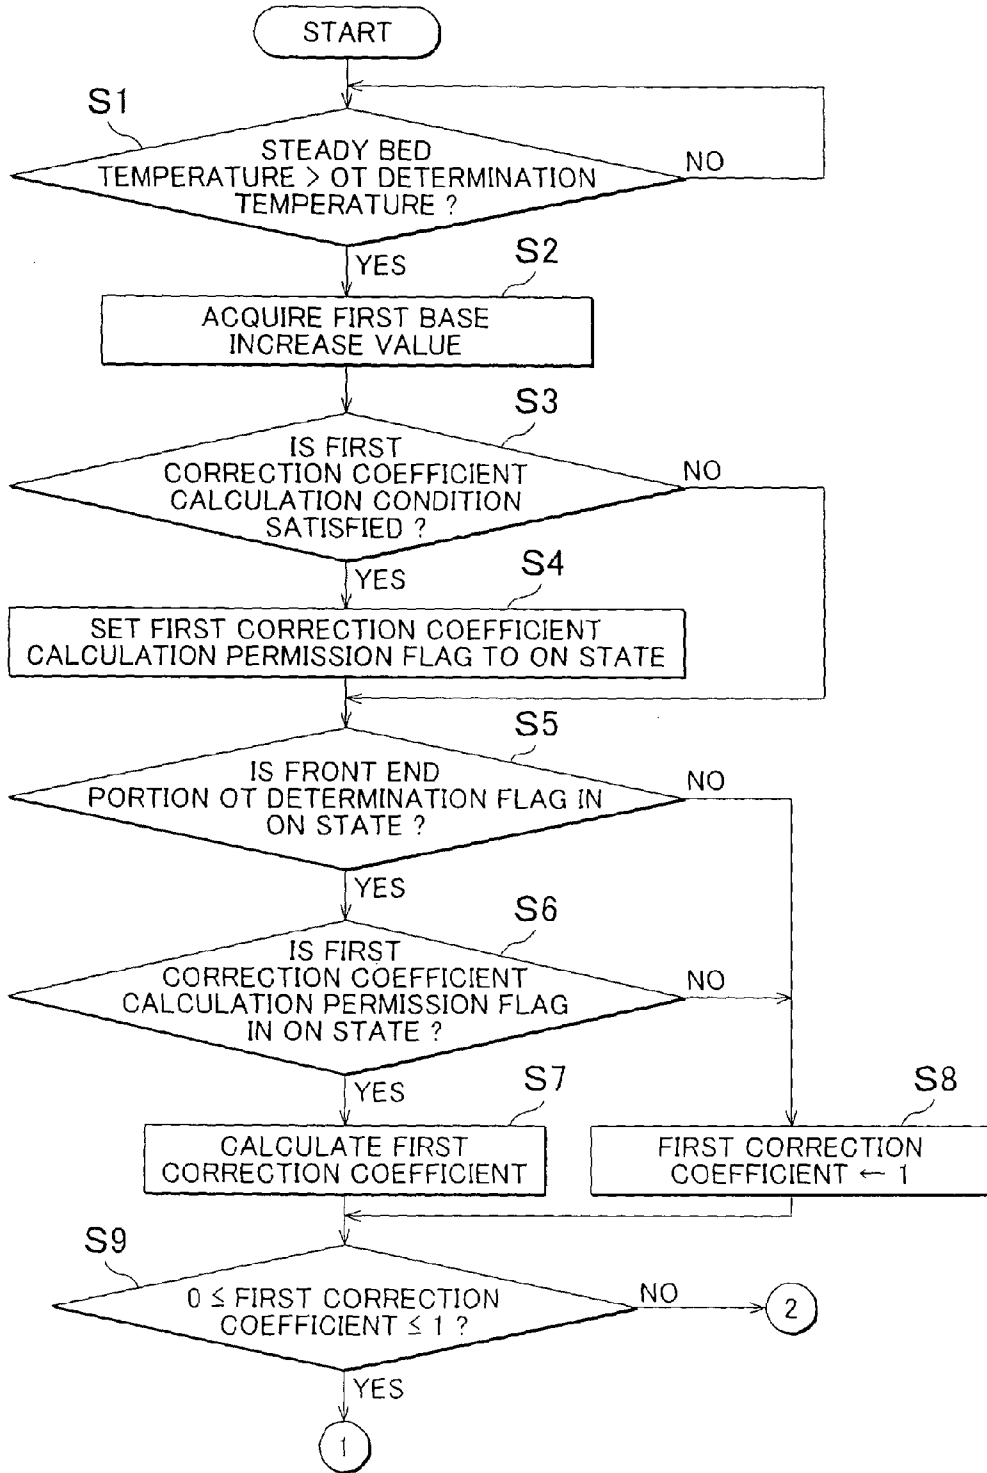 START
S1
STEADY BED
TEMPERATURE > OT DETERMINATION
TEMPERATURE ?
NO
YES
S2
ACQUIRE FIRST BASE
INCREASE VALUE
S3
IS FIRST
CORRECTION COEFFICIENT
CALCULATION CONDITION
SATISFIED ?
NO
YES
S4
SET FIRST CORRECTION COEFFICIENT
CALCULATION PERMISSION FLAG TO ON STATE
S5
IS FRONT END
PORTION OT DETERMINATION FLAG IN
ON STATE ?
NO
YES
S6
IS FIRST
CORRECTION COEFFICIENT
CALCULATION PERMISSION FLAG
IN ON STATE ?
NO
YES
S7
CALCULATE FIRST
CORRECTION COEFFICIENT
S8
FIRST CORRECTION
COEFFICIENT ← 1
S9
0 ≤ FIRST CORRECTION
COEFFICIENT ≤ 1 ?
NO
2
YES
1